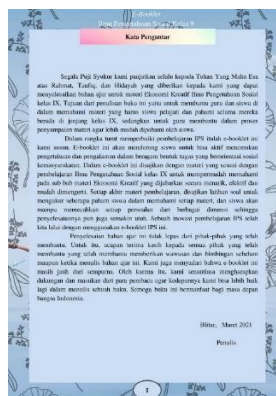 E-Booklet
Ilmu Pengetahuan Sosial Kelas 9
Kata Pengantar
Segala Puji Syukur kami panjatkan selalu kepada Tuhan Yang Maha Esa
atas Rahmat, Taufiq, dan Hidayah yang diberikan kepada kami yang dapat
menyelesaikan bahan ajar untuk materi Ekonomi Kreatif Ilmu Pengetahuan Sosial
kelas IX. Tujuan dari penulisan buku ini yaitu untuk membantu guru dan siswa di
dalam memahami materi yang harus siswa pelajari dan pahami selama mereka
berada di jenjang kelas IX, sedangkan untuk guru membantu dalam proses
penyampaian materi agar lebih mudah dipahami oleh siswa.
Dalam rangka turut memperbaiki pembelajaran IPS itulah e-booklet ini
kami susun. E-booklet ini akan mendorong siswa untuk bisa aktif menemukan
pengetahuan dan pengalaman dalam beragam bentuk tugas yang berorientasi sosial
kemasyarakatan. Dalam e-booklet ini disajikan dengan materi yang sesuai dengan
pembelajaran Ilmu Pengetahuan Sosial kelas IX untuk mempermudah memahami
pada sub bab materi Ekonomi Kreatif yang dijabarkan secara menarik, efektif dan
mudah dimengerti. Setiap akhir materi pembelajaran, disajikan latihan soal untuk
mengukur seberapa paham siswa dalam memahami setiap materi, dan siswa akan
mampu memecahkan setiap persoalan dari berbagai dimensi sehingga
penyelesaiannya pun juga semakin utuh. Sebuah inovasi pembelajaran IPS telah
kita lalui dengan menggunakan e-booklet IPS ini.
Penyelesaian bahan ajar ini tidak lepas dari pihak-pihak yang telah
membantu. Untuk itu, ucapan terima kasih kepada semua pihak yang telah
membantu yang telah membantu memberikan wawasan dan bimbingan sebelum
maupun ketika menulis bahan ajar ini. Kami juga menyadari bahwa e-booklet ini
masih jauh dari sempurna. Oleh karena itu, kami senantiasa mengharapkan
dukungan dan masukan dari para pembaca agar kedepannya kami bisa lebih baik
lagi dalam menulis sebuah buku. Semoga buku ini bermanfaat bagi masa depan
bangsa Indonesia.
Blitar, Maret 2021
Penulis
I